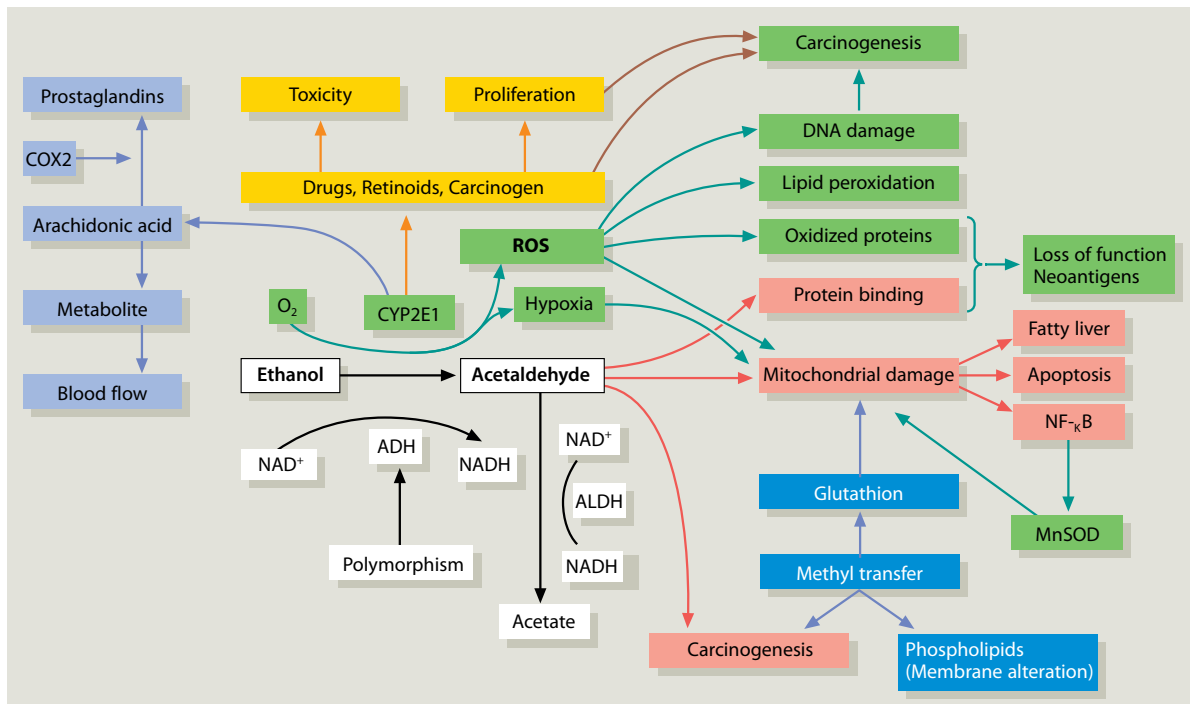 Carcinogenesis
Prostaglandins
Toxicity
Proliferation
COX2
DNA damage
Drugs, Retinoids, Carcinogen
Lipid peroxidation
Arachidonic acid
ROS
Oxidized proteins
Loss of function
Neoantigens
Metabolite
O₂
CYP2E1
Hypoxia
Protein binding
Fatty liver
Blood flow
Ethanol
Acetaldehyde
Mitochondrial damage
Apoptosis
NF-κB
NAD⁺
ADH
NADH
NAD⁺
ALDH
NADH
Glutathion
MnSOD
Polymorphism
Methyl transfer
Acetate
Carcinogenesis
Phospholipids
(Membrane alteration)